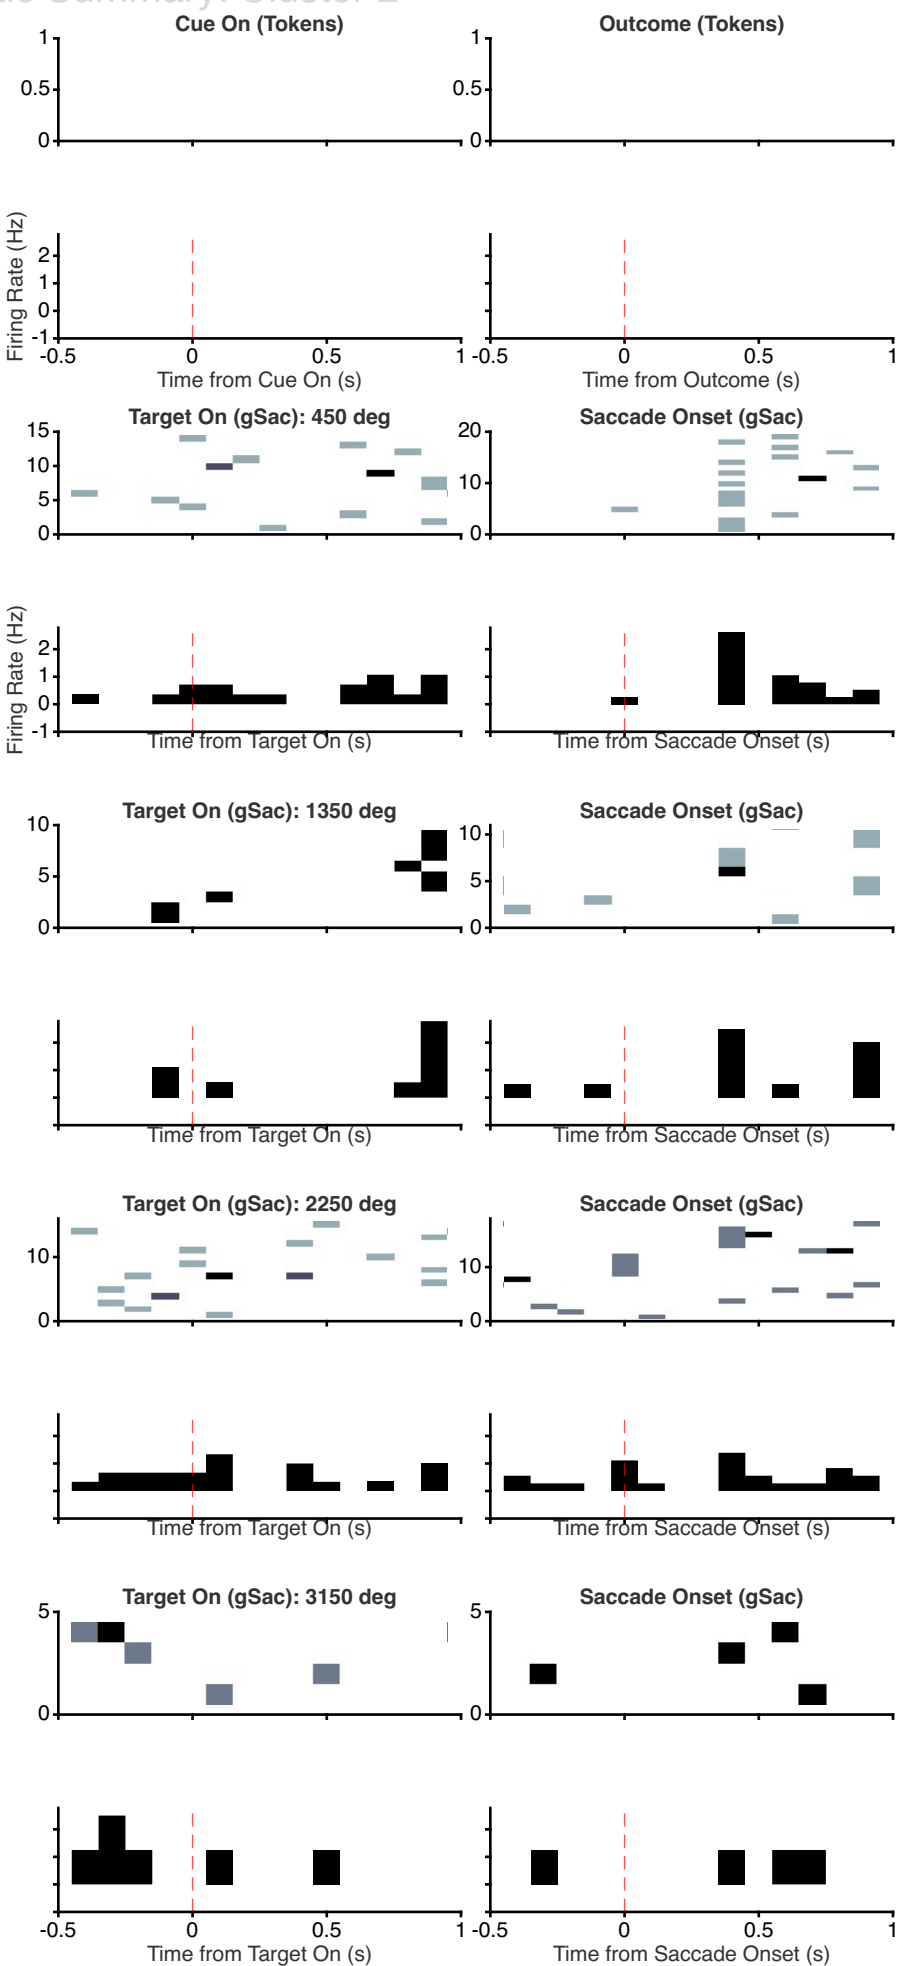 Summary: Cluster 2
Cue On (Tokens) Outcome (Tokens)
1 1
0.5 0.5
0 0
Firing Rate (Hz)
2
1
0
-1
-0.5 0 0.5 1 -0.5 0 0.5 1
Time from Cue On (s) Time from Outcome (s)
Target On (gSac): 450 deg Saccade Onset (gSac)
15 20
10 10
5
0 0
Firing Rate (Hz)
2
1
0
-1
Time from Target On (s) Time from Saccade Onset (s)
Target On (gSac): 1350 deg Saccade Onset (gSac)
10 10
5 5
0 0
Time from Target On (s) Time from Saccade Onset (s)
Target On (gSac): 2250 deg Saccade Onset (gSac)
10 10
0 0
Time from Target On (s) Time from Saccade Onset (s)
Target On (gSac): 3150 deg Saccade Onset (gSac)
5 5
0 0
-0.5 0 0.5 1 -0.5 0 0.5 1
Time from Target On (s) Time from Saccade Onset (s)